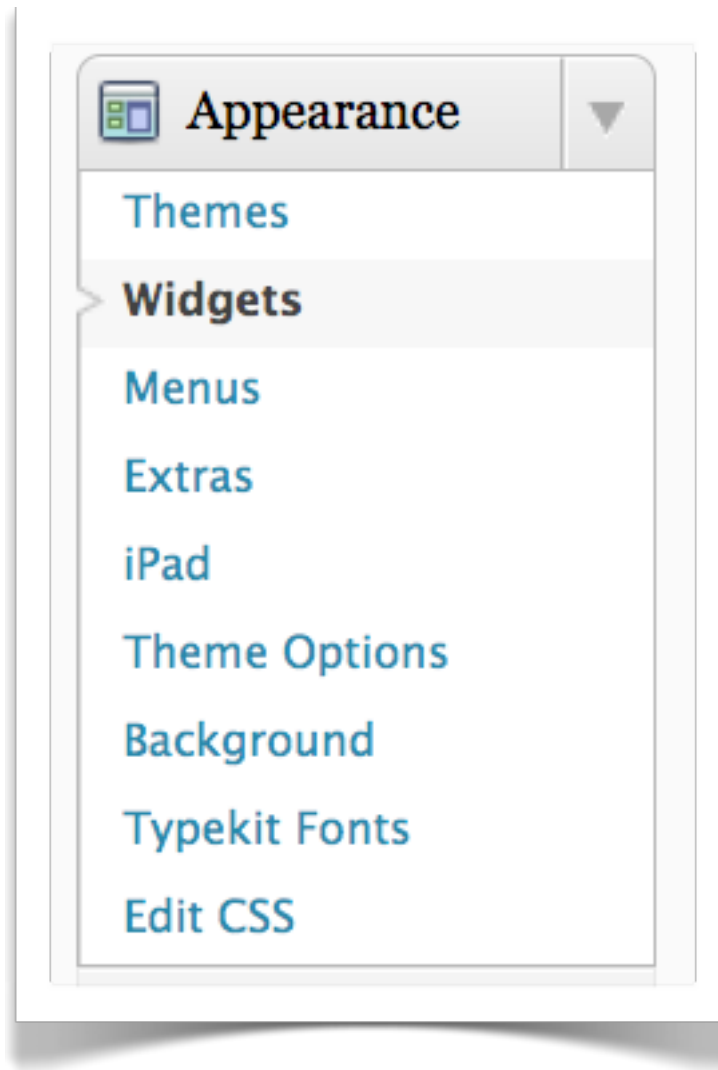 Appearance
Themes
Widgets
Menus
Extras
iPad
Theme Options
Background
Typekit Fonts
Edit CSS